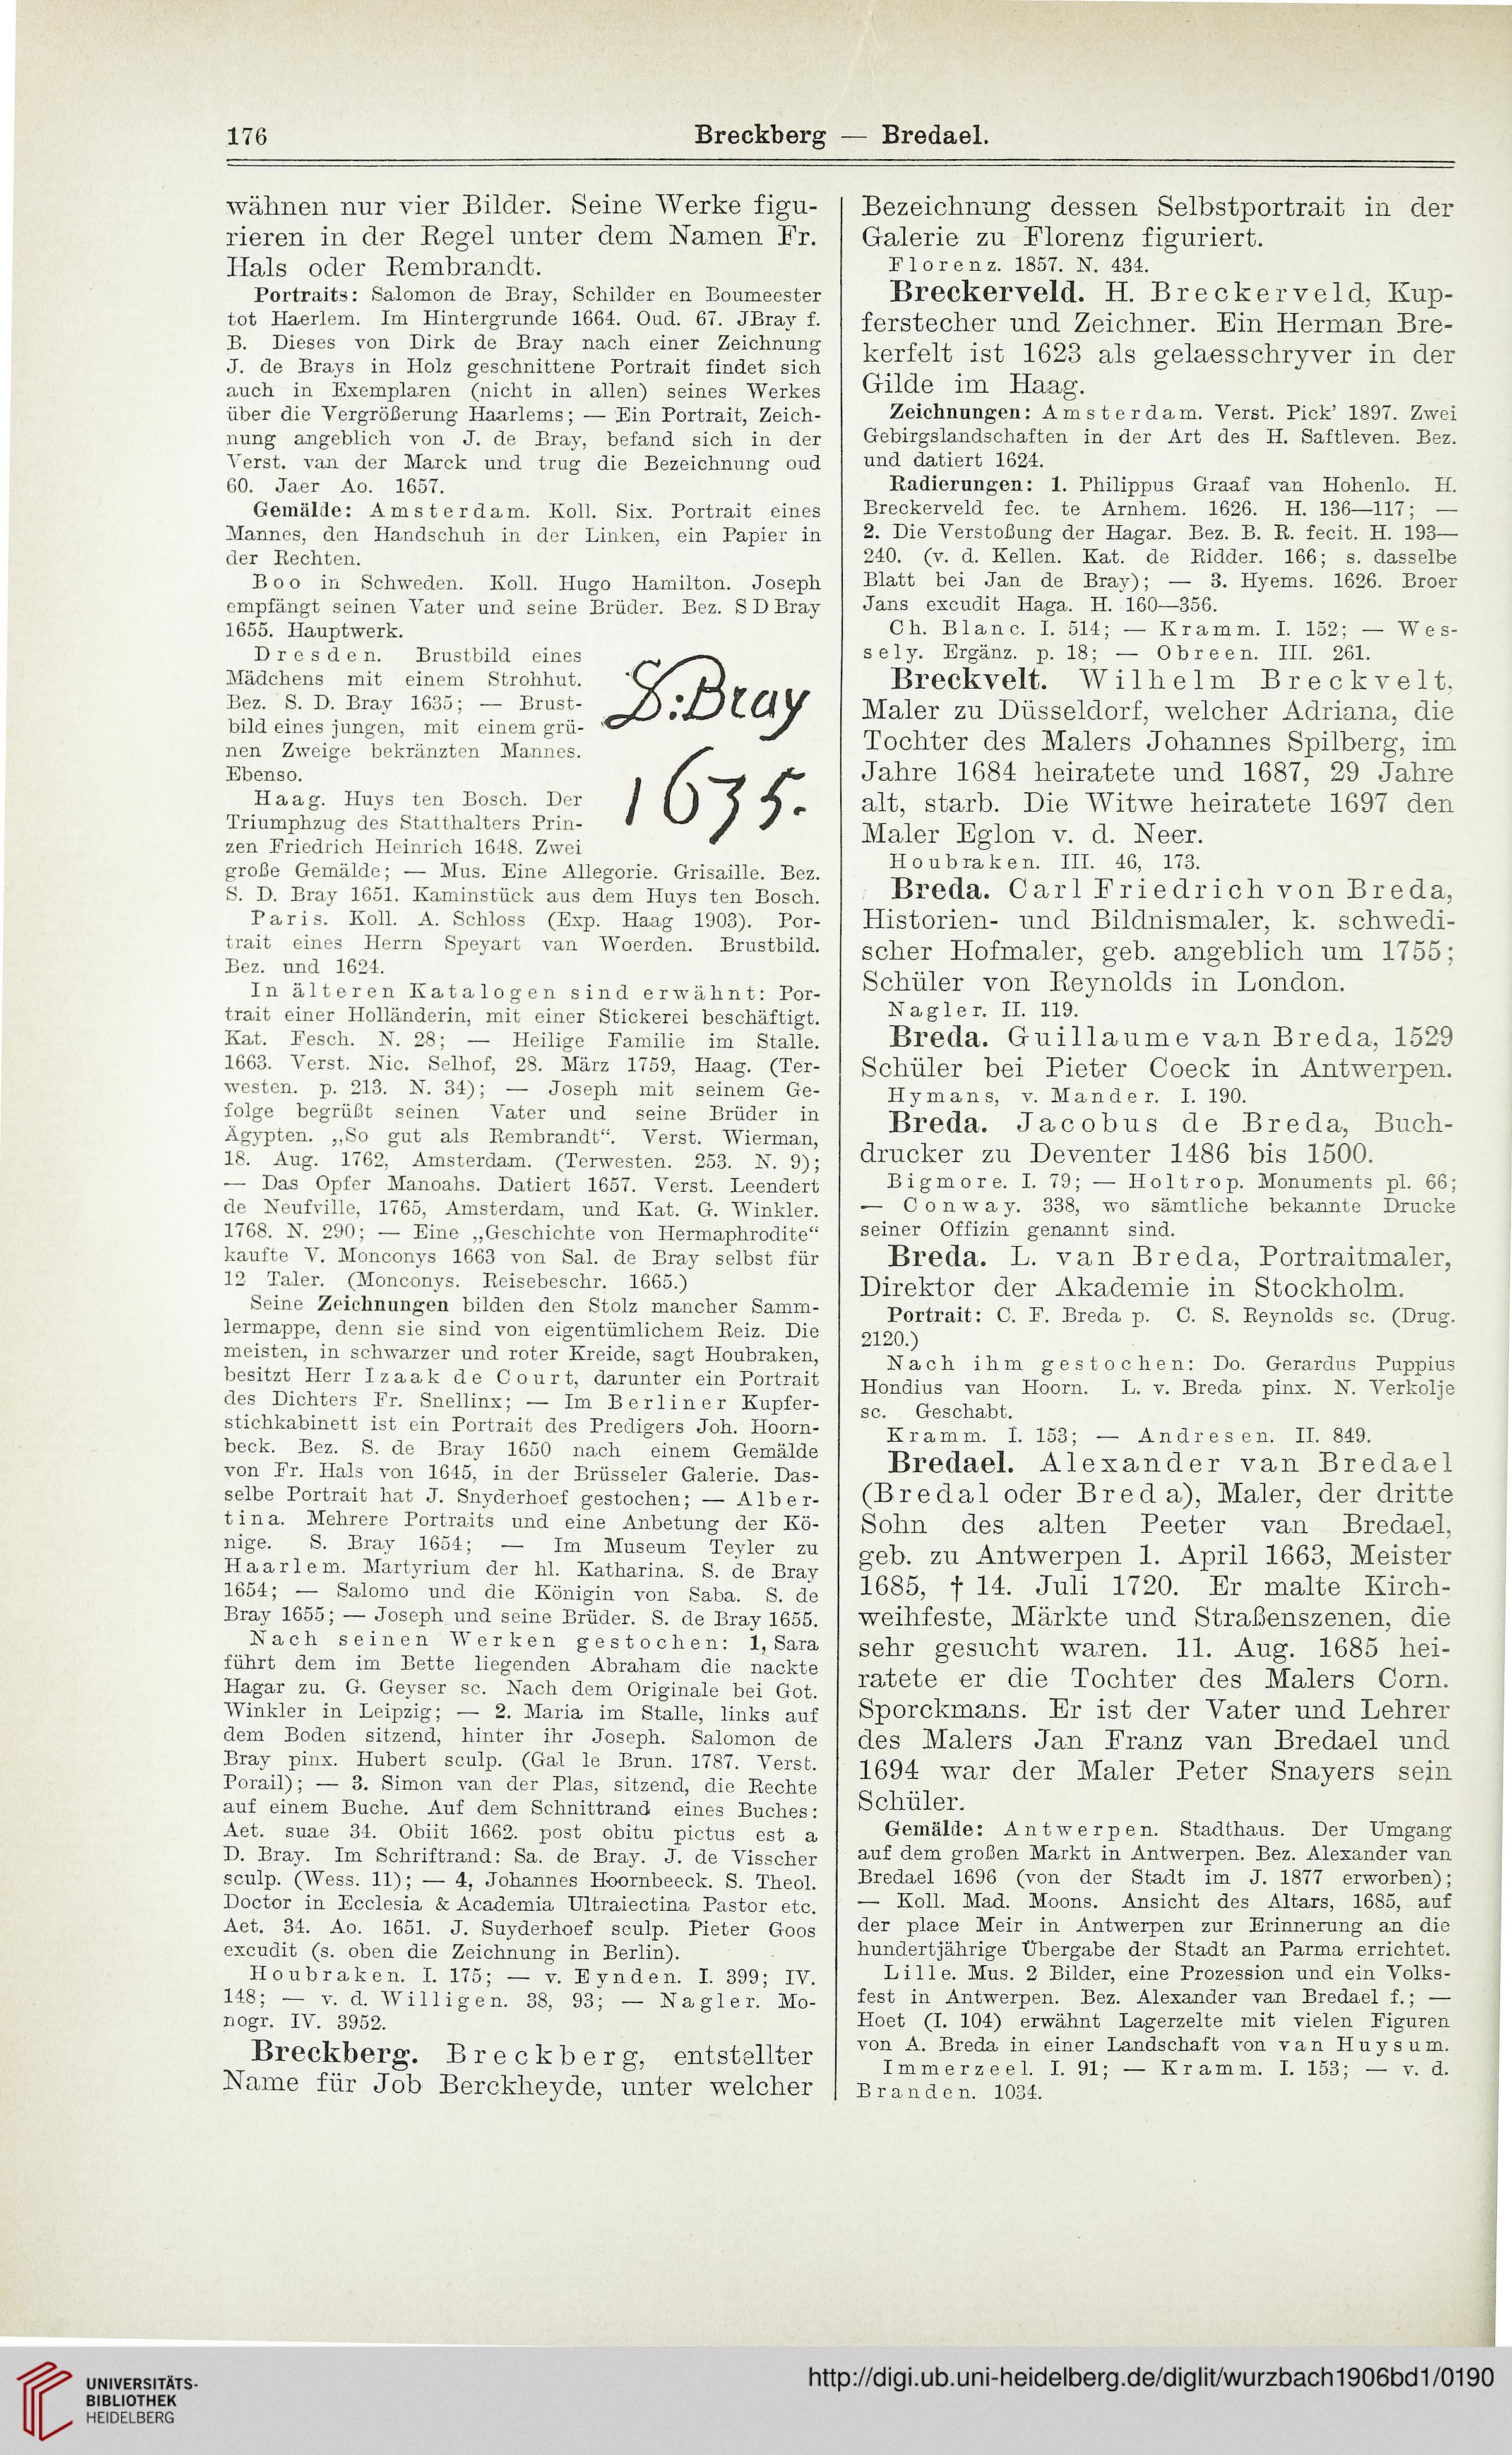 176
Breckberg — Bredael.
wähnen nur vier Bilder. Seine Werke figu-
rieren in der Regel unter dem Namen Fr.
Hals oder Rembrandt.
Portraits: Salomon de Bray, Schilder en Boumeester
tot Haerlem. Im Hintergrunde 1664. Oud. 67. JBray f.
B. Dieses von Dirk de Bray nach einer Zeichnung
J. de Brays in Holz geschnittene Portrait findet sich
auch in Exemplaren (nicht in allen) seines Werkes
über die Vergrößerung Haarlems; — Ein Portrait, Zeich-
nung angeblich von J. de Bray, befand sich in der
Verst. van der Marck und trug die Bezeichnung oud
60. Jaer Ao. 1657.
Gemälde: Amsterdam. Koll. Six. Portrait eines
Mannes, den Handschuh in der Linken, ein Papier in
der Rechten.
Boo in Schweden. Koll. Hugo Hamilton. Joseph
empfängt seinen Vater und seine Brüder. Bez. S D Bray
1655. Hauptwerk.
Dresden. Brustbild eines
Mädchens mit einem Strohhut.
Bez. S. D. Bray 1635; — Brust-
bild eines jungen, mit einem grü-
nen Zweige bekränzten Mannes.
Ebenso.
Haag. Huys ten Bosch. Der
Triumphzug des Statthalters Prin-
zen Friedrich Heinrich 1648. Zwei
S. D: Bray
1635.
große Gemälde; — Mus. Eine Allegorie. Grisaille. Bez.
S. D. Bray 1651. Kaminstück aus dem Huys ten Bosch.
Paris. Koll. A. Schloss (Exp. Haag 1903). Por-
trait eines Herrn Speyart van Woerden. Brustbild.
Bez. und 1624.
In älteren Katalogen sind erwähnt: Por-
trait einer Holländerin, mit einer Stickerei beschäftigt.
Kat. Fesch. N. 28; — Heilige Familie im Stalle.
1663. Verst. Nic. Selhof, 28. März 1759, Haag. (Ter-
westen. p. 213. N. 34); — Joseph mit seinem Ge-
folge begrüßt seinen Vater und seine Brüder in
Ägypten. „So gut als Rembrandt“. Verst. Wierman,
18. Aug. 1762, Amsterdam. (Terwesten. 253. N. 9);
— Das Opfer Manoahs. Datiert 1657. Verst. Leendert
de Neufville, 1765, Amsterdam, und Kat. G. Winkler.
1768. N. 290; — Eine „Geschichte von Hermaphrodite“
kaufte V. Monconys 1663 von Sal. de Bray selbst für
12 Taler. (Monconys. Reisebeschr. 1665.)
Seine Zeichnungen bilden den Stolz mancher Samm-
lermappe, denn sie sind von eigentümlichem Reiz. Die
meisten, in schwarzer und roter Kreide, sagt Houbraken,
besitzt Herr Izaak de Court, darunter ein Portrait
des Dichters Fr. Snellinx; — Im Berliner Kupfer-
stichkabinett ist ein Portrait des Predigers Joh. Hoorn-
beck. Bez. S. de Bray 1650 nach einem Gemälde
von Fr. Hals von 1645, in der Brüsseler Galerie. Das-
selbe Portrait hat J. Snyderhoef gestochen; — Alber-
tina. Mehrere Portraits und eine Anbetung der Kö-
nige. S. Bray 1654; — Im Museum Teyler zu
Haarlem. Martyrium der hl. Katharina. S. de Bray
1654; — Salomo und die Königin von Saba. S. de
Bray 1655; — Joseph und seine Brüder. S. de Bray 1655.
Nach seinen Werken gestochen: 1, Sara
führt dem im Bette liegenden Abraham die nackte
Hagar zu. G. Geyser sc. Nach dem Originale bei Got.
Winkler in Leipzig; — 2. Maria im Stalle, links auf
dem Boden sitzend, hinter ihr Joseph. Salomon de
Bray pinx. Hubert sculp. (Gal le Brun. 1787. Verst.
Porail); — 3. Simon van der Plas, sitzend, die Rechte
auf einem Buche. Auf dem Schnittrand eines Buches:
Aet. suae 34. Obiit 1662. post obitu pictus est a
D. Bray. Im Schriftrand: Sa. de Bray. J. de Visscher
sculp. (Wess. 11); — 4, Johannes Hoornbeeck. S. Theol.
Doctor in Ecclesia & Academia Ultraiectina Pastor etc.
Aet. 34. Ao. 1651. J. Suyderhoef sculp. Pieter Goos
excudit (s. oben die Zeichnung in Berlin).
Houbraken. I. 175; — v. Eynden. I. 399; IV.
148; — v. d. Willigen. 38, 93; — Nagler. Mo-
nogr. IV. 3952.
Breckberg. Breckberg, entstellter
Name für Job Berckheyde, unter welcher
Bezeichnung dessen Selbstportrait in der
Galerie zu Florenz figuriert.
Florenz. 1857. N. 434.
Breckerveld. H. Breckerveld, Kup-
ferstecher und Zeichner. Ein Herman Bre-
kerfelt ist 1623 als gelaesschryver in der
Gilde im Haag.
Zeichnungen: Amsterdam. Verst. Pick’ 1897. Zwei
Gebirgslandschaften in der Art des H. Saftleven. Bez.
und datiert 1624.
Radierungen: 1. Philippus Graaf van Hohenlo. H.
Breckerveld fec. te Arnhem. 1626. H. 136—117; —
2. Die Verstoßung der Hagar. Bez. B. R. fecit. H. 193—
240. (v. d. Kellen. Kat. de Ridder. 166; s. dasselbe
Blatt bei Jan de Bray); — 3. Hyems. 1626. Broer
Jans excudit Haga. H. 160—356.
Ch. Blanc. I. 514; — Kramm. I. 152; — Wes-
sely. Ergänz. p. 18; — Obreen. III. 261.
Breckvelt. Wilhelm Breckvelt,
Maler zu Düsseldorf, welcher Adriana, die
Tochter des Malers Johannes Spilberg, im
Jahre 1684 heiratete und 1687, 29 Jahre
alt, starb. Die Witwe heiratete 1697 den
Maler Eglon v. d. Neer.
Houbraken. III. 46, 173.
Breda. Carl Friedrich von Breda,
Historien- und Bildnismaler, k. schwedi-
scher Hofmaler, geb. angeblich um 1755;
Schüler von Reynolds in London.
Nagler. II. 119.
Breda. Guillaume van Breda, 1529
Schüler bei Pieter Coeck in Antwerpen.
Hymans, v. Mander. I. 190.
Breda. Jacobus de Breda, Buch-
drucker zu Deventer 1486 bis 1500.
Bigmore. I. 79; — Holtrop. Monuments pl. 66;
— Conway. 338, wo sämtliche bekannte Drucke
seiner Offizin genannt sind.
Breda. L. van Breda, Portraitmaler,
Direktor der Akademie in Stockholm.
Portrait: C. F. Breda p. C. S. Reynolds sc. (Drug.
2120.)
Nach ihm gestochen: Do. Gerardus Puppius
Hondius van Hoorn. L. v. Breda pinx. N. Verkolje
sc. Geschabt.
Kramm. I. 153; — Andresen. II. 849.
Bredael. Alexander van Bredael
(Bredal oder Breda), Maler, der dritte
Sohn des alten Peeter van Bredael,
geb. zu Antwerpen 1. April 1663, Meister
1685, † 14. Juli 1720. Er malte Kirch-
weihfeste, Märkte und Straßenszenen, die
sehr gesucht waren. 11. Aug. 1685 hei-
ratete er die Tochter des Malers Corn.
Sporckmans. Er ist der Vater und Lehrer
des Malers Jan Franz van Bredael und
1694 war der Maler Peter Snayers sein
Schüler.
Gemälde: Antwerpen. Stadthaus. Der Umgang
auf dem großen Markt in Antwerpen. Bez. Alexander van
Bredael 1696 (von der Stadt im J. 1877 erworben);
— Koll. Mad. Moons. Ansicht des Altars, 1685, auf
der place Meir in Antwerpen zur Erinnerung an die
hundertjährige Übergabe der Stadt an Parma errichtet.
Lille. Mus. 2 Bilder, eine Prozession und ein Volks-
fest in Antwerpen. Bez. Alexander van Bredael f.; —
Hoet (I. 104) erwähnt Lagerzelte mit vielen Figuren
von A. Breda in einer Landschaft von van Huysum.
Immerzeel. I. 91; — Kramm. I. 153; — v. d.
Branden. 1034.
UNIVERSITÄTS-
BIBLIOTHEK
HEIDELBERG
http://digi.ub.uni-heidelberg.de/diglit/wurzbach1906bd1/0190